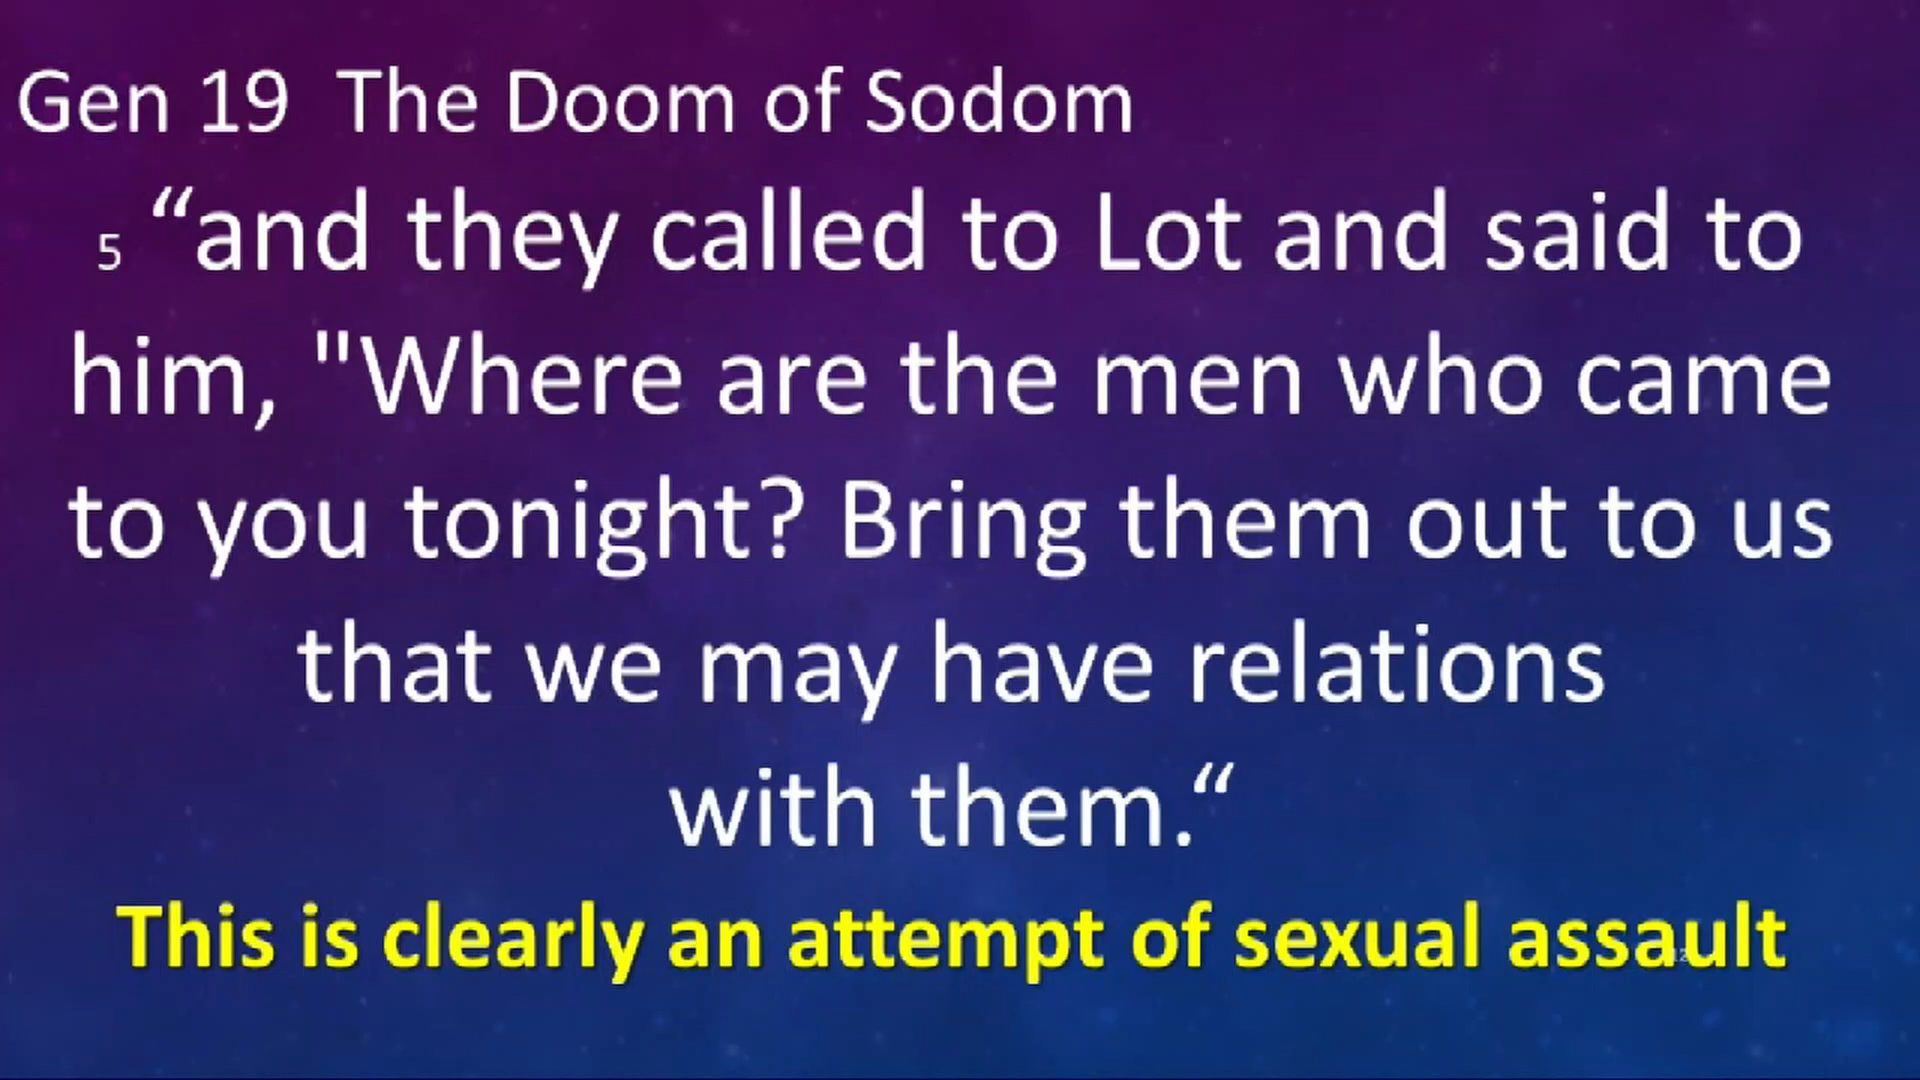 Gen 19  The Doom of Sodom
5 “and they called to Lot and said to
him, "Where are the men who came
to you tonight? Bring them out to us
that we may have relations
with them.“
This is clearly an attempt of sexual assault
12